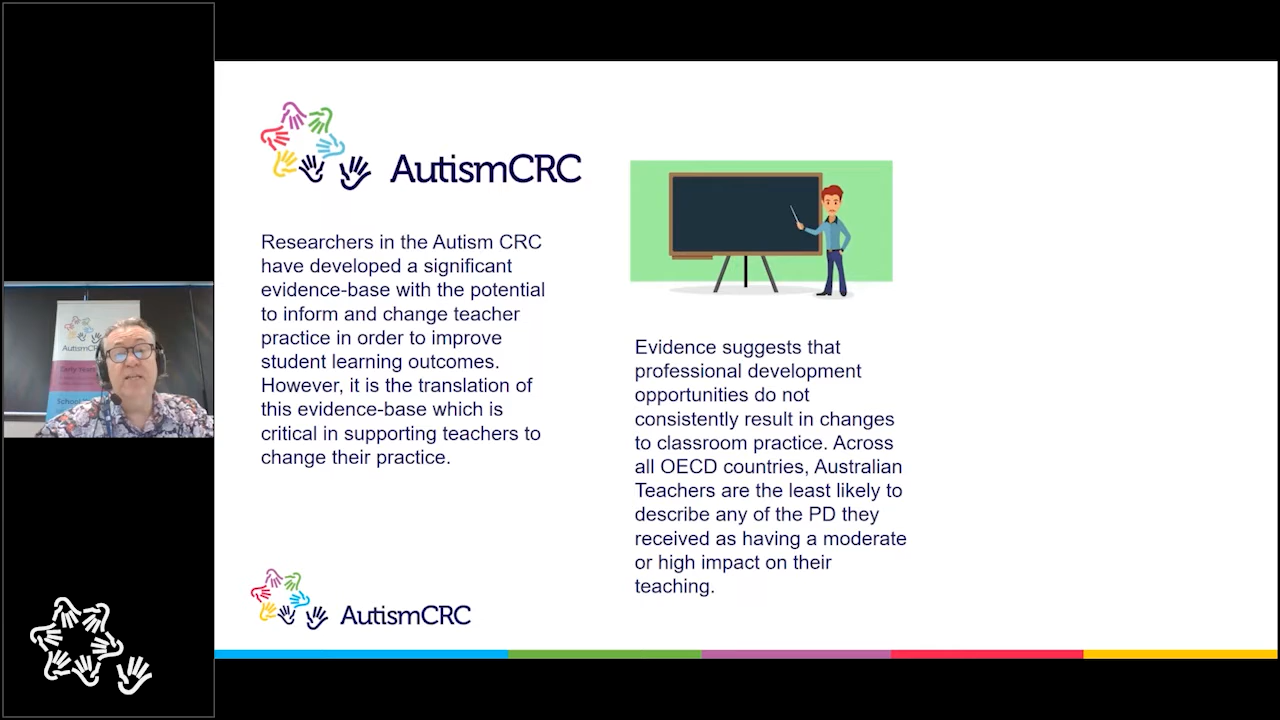 AutismCRC
Researchers in the Autism CRC
have developed a significant
evidence-base with the potential
to inform and change teacher
practice in order to improve
student learning outcomes.
However, it is the translation of
this evidence-base which is
critical in supporting teachers to
change their practice.
Evidence suggests that
professional development
opportunities do not
consistently result in changes
to classroom practice. Across
all OECD countries, Australian
Teachers are the least likely to
describe any of the PD they
received as having a moderate
or high impact on their
teaching.
AutismCRC
Early Years